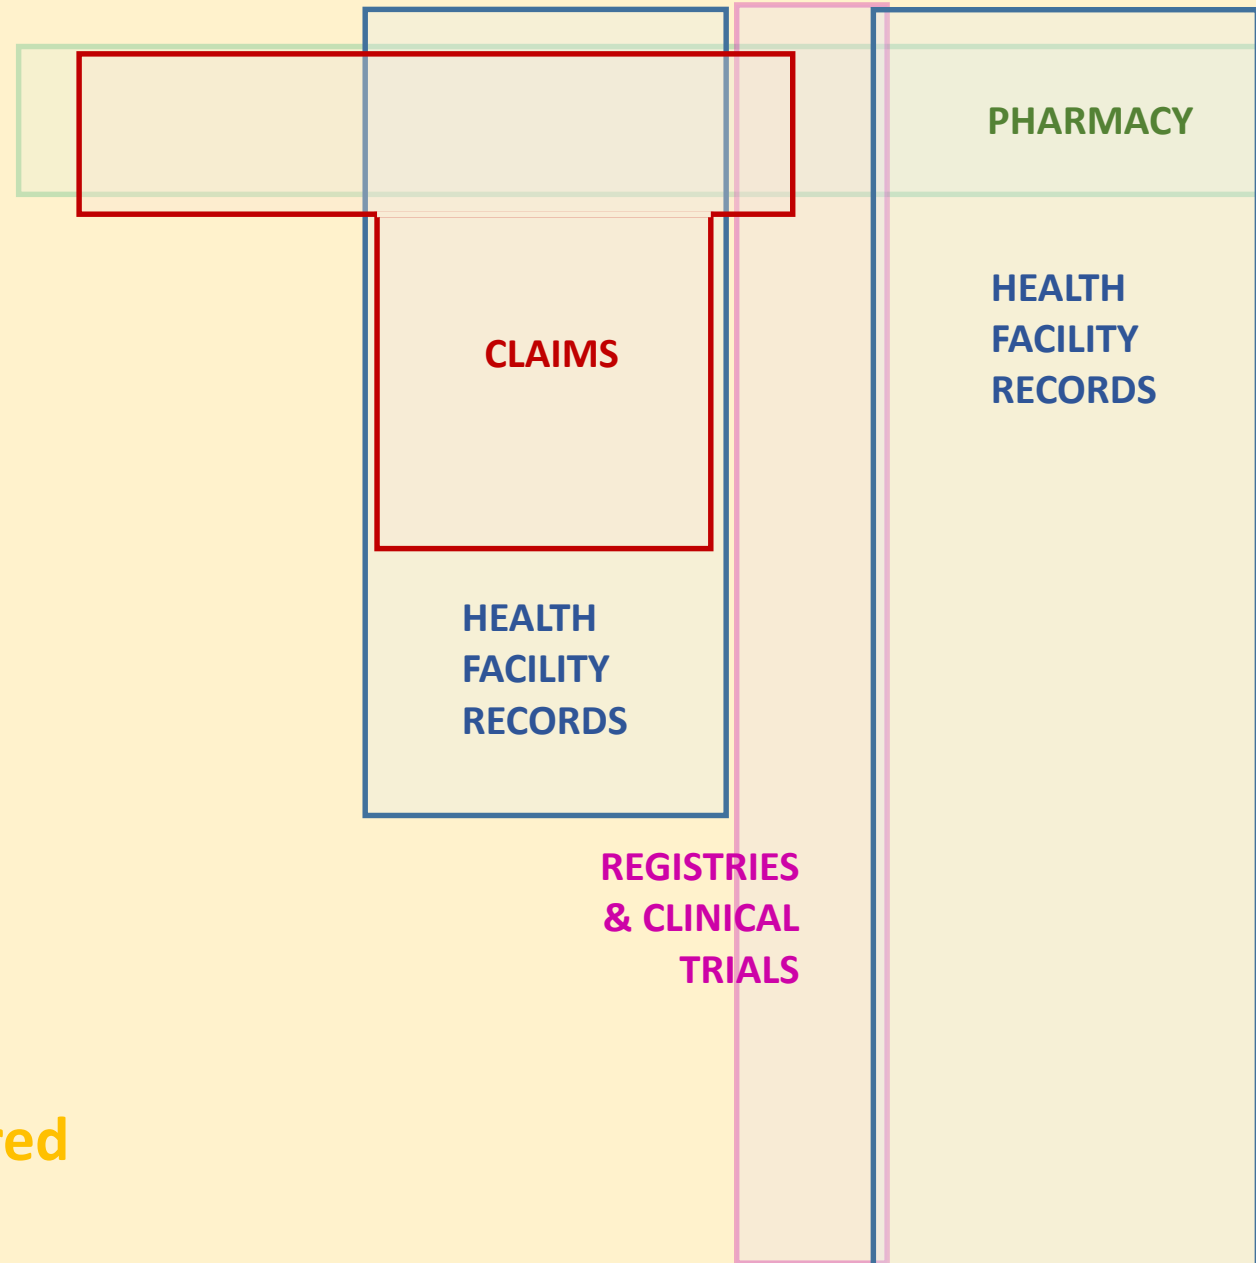 PHARMACY
HEALTH
FACILITY
RECORDS
CLAIMS
HEALTH
FACILITY
RECORDS
REGISTRIES
& CLINICAL
TRIALS